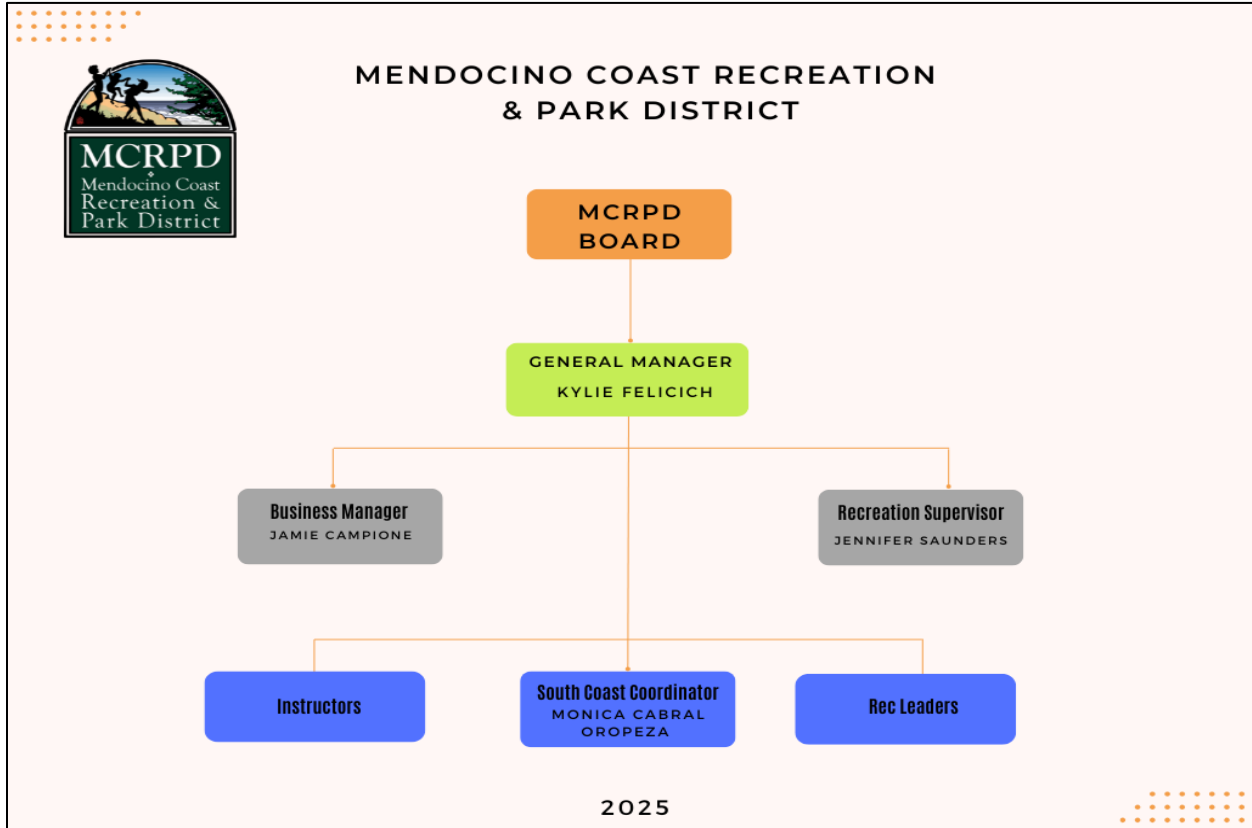 MENDOCINO COAST RECREATION
& PARK DISTRICT
MCRPD
Mendocino Coast
Recreation &
Park District
MCRPD
BOARD
GENERAL MANAGER
KYLIE FELICICH
Business Manager
JAMIE CAMPIONE
Recreation Supervisor
JENNIFER SAUNDERS
Instructors
South Coast Coordinator
MONICA CABRAL
OROPEZA
Rec Leaders
2025